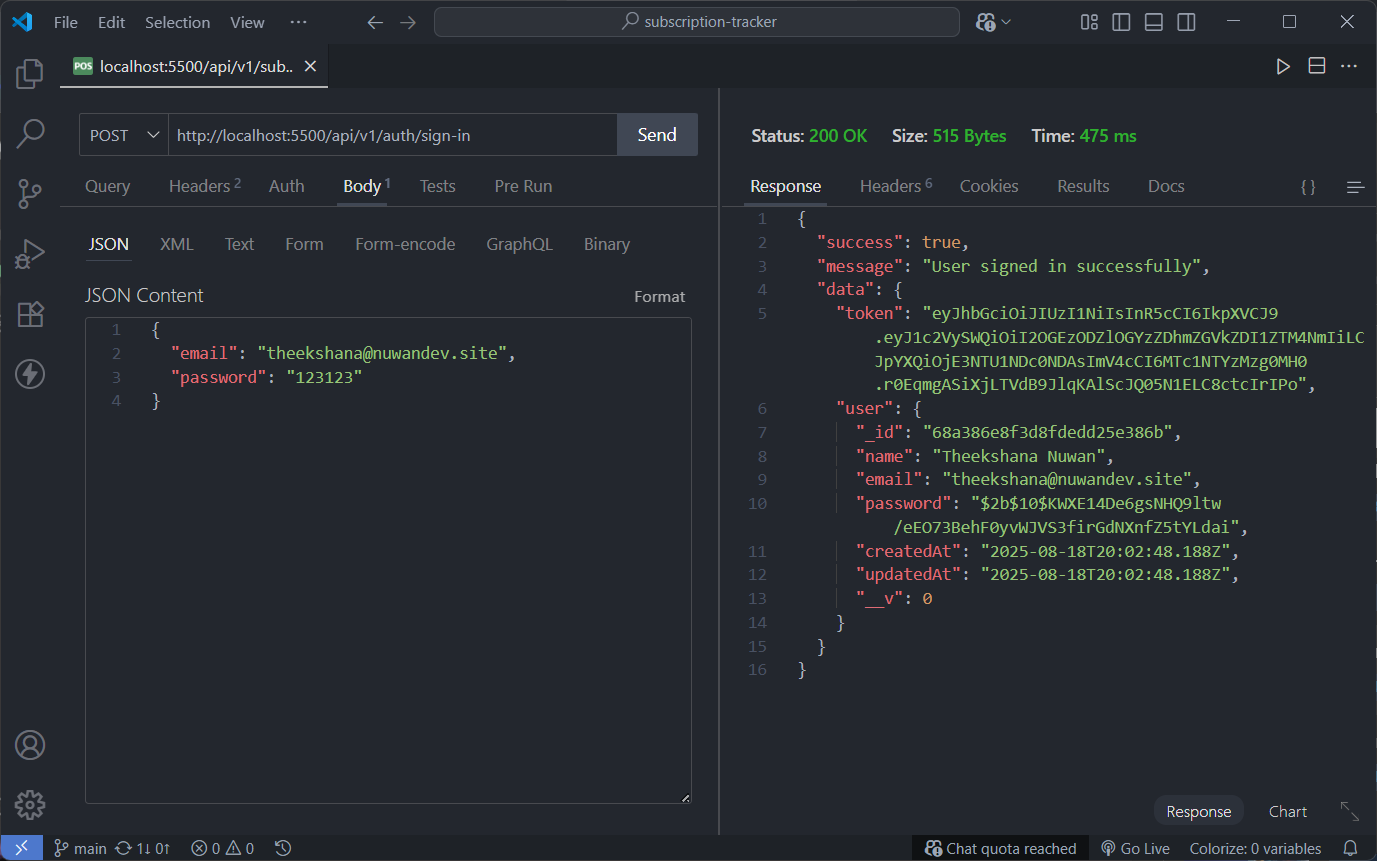 File Edit Selection View ··· subscription-tracker
POS localhost:5500/api/v1/sub..
POST http://localhost:5500/api/v1/auth/sign-in Send
Status: 200 OK Size: 515 Bytes Time: 475 ms
Query Headers 2 Auth Body 1 Tests Pre Run
Response Headers 6 Cookies Results Docs { }
JSON XML Text Form Form-encode GraphQL Binary
JSON Content Format
1 {
2 "email": "theekshana@nuwandev.site",
3 "password": "123123"
4 }
1 {
2 "success": true,
3 "message": "User signed in successfully",
4 "data": {
5 "token": "eyJhbGciOiJIUzI1NiIsInR5cCI6IkpXVCJ9
.eyJ1c2VySWQiOiI2OGEzODZlOGYzZDhmZGVkZDI1ZTM4NmIiLC
JpYXQiOjE3NTU1NDc0NDAsImV4cCI6MTc1NTYzMzg0MH0
.r0EqmgASiXjLTVdB9JlqKAlScJQ05N1ELC8ctcIrIPo",
6 "user": {
7 "_id": "68a386e8f3d8fdedd25e386b",
8 "name": "Theekshana Nuwan",
9 "email": "theekshana@nuwandev.site",
10 "password": "$2b$10$KWXE14De6gsNHQ9ltw
/eEO73BehF0yvWJVS3firGdNXnfZ5tYLdai",
11 "createdAt": "2025-08-18T20:02:48.188Z",
12 "updatedAt": "2025-08-18T20:02:48.188Z",
13 "__v": 0
14 }
15 }
16 }
Response Chart
main 1↓ 0↑ 0 0 Chat quota reached Go Live Colorize: 0 variables